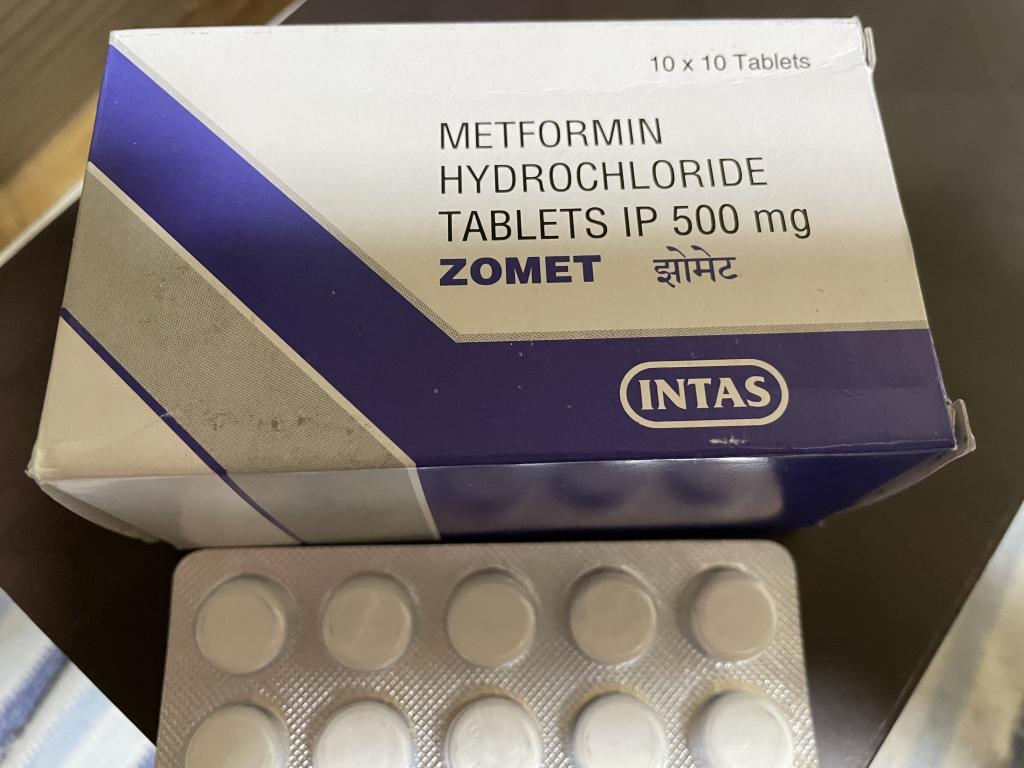 10 x 10 Tablets
METFORMIN
HYDROCHLORIDE
TABLETS IP 500 mg
ZOMET झोमेट
INTAS